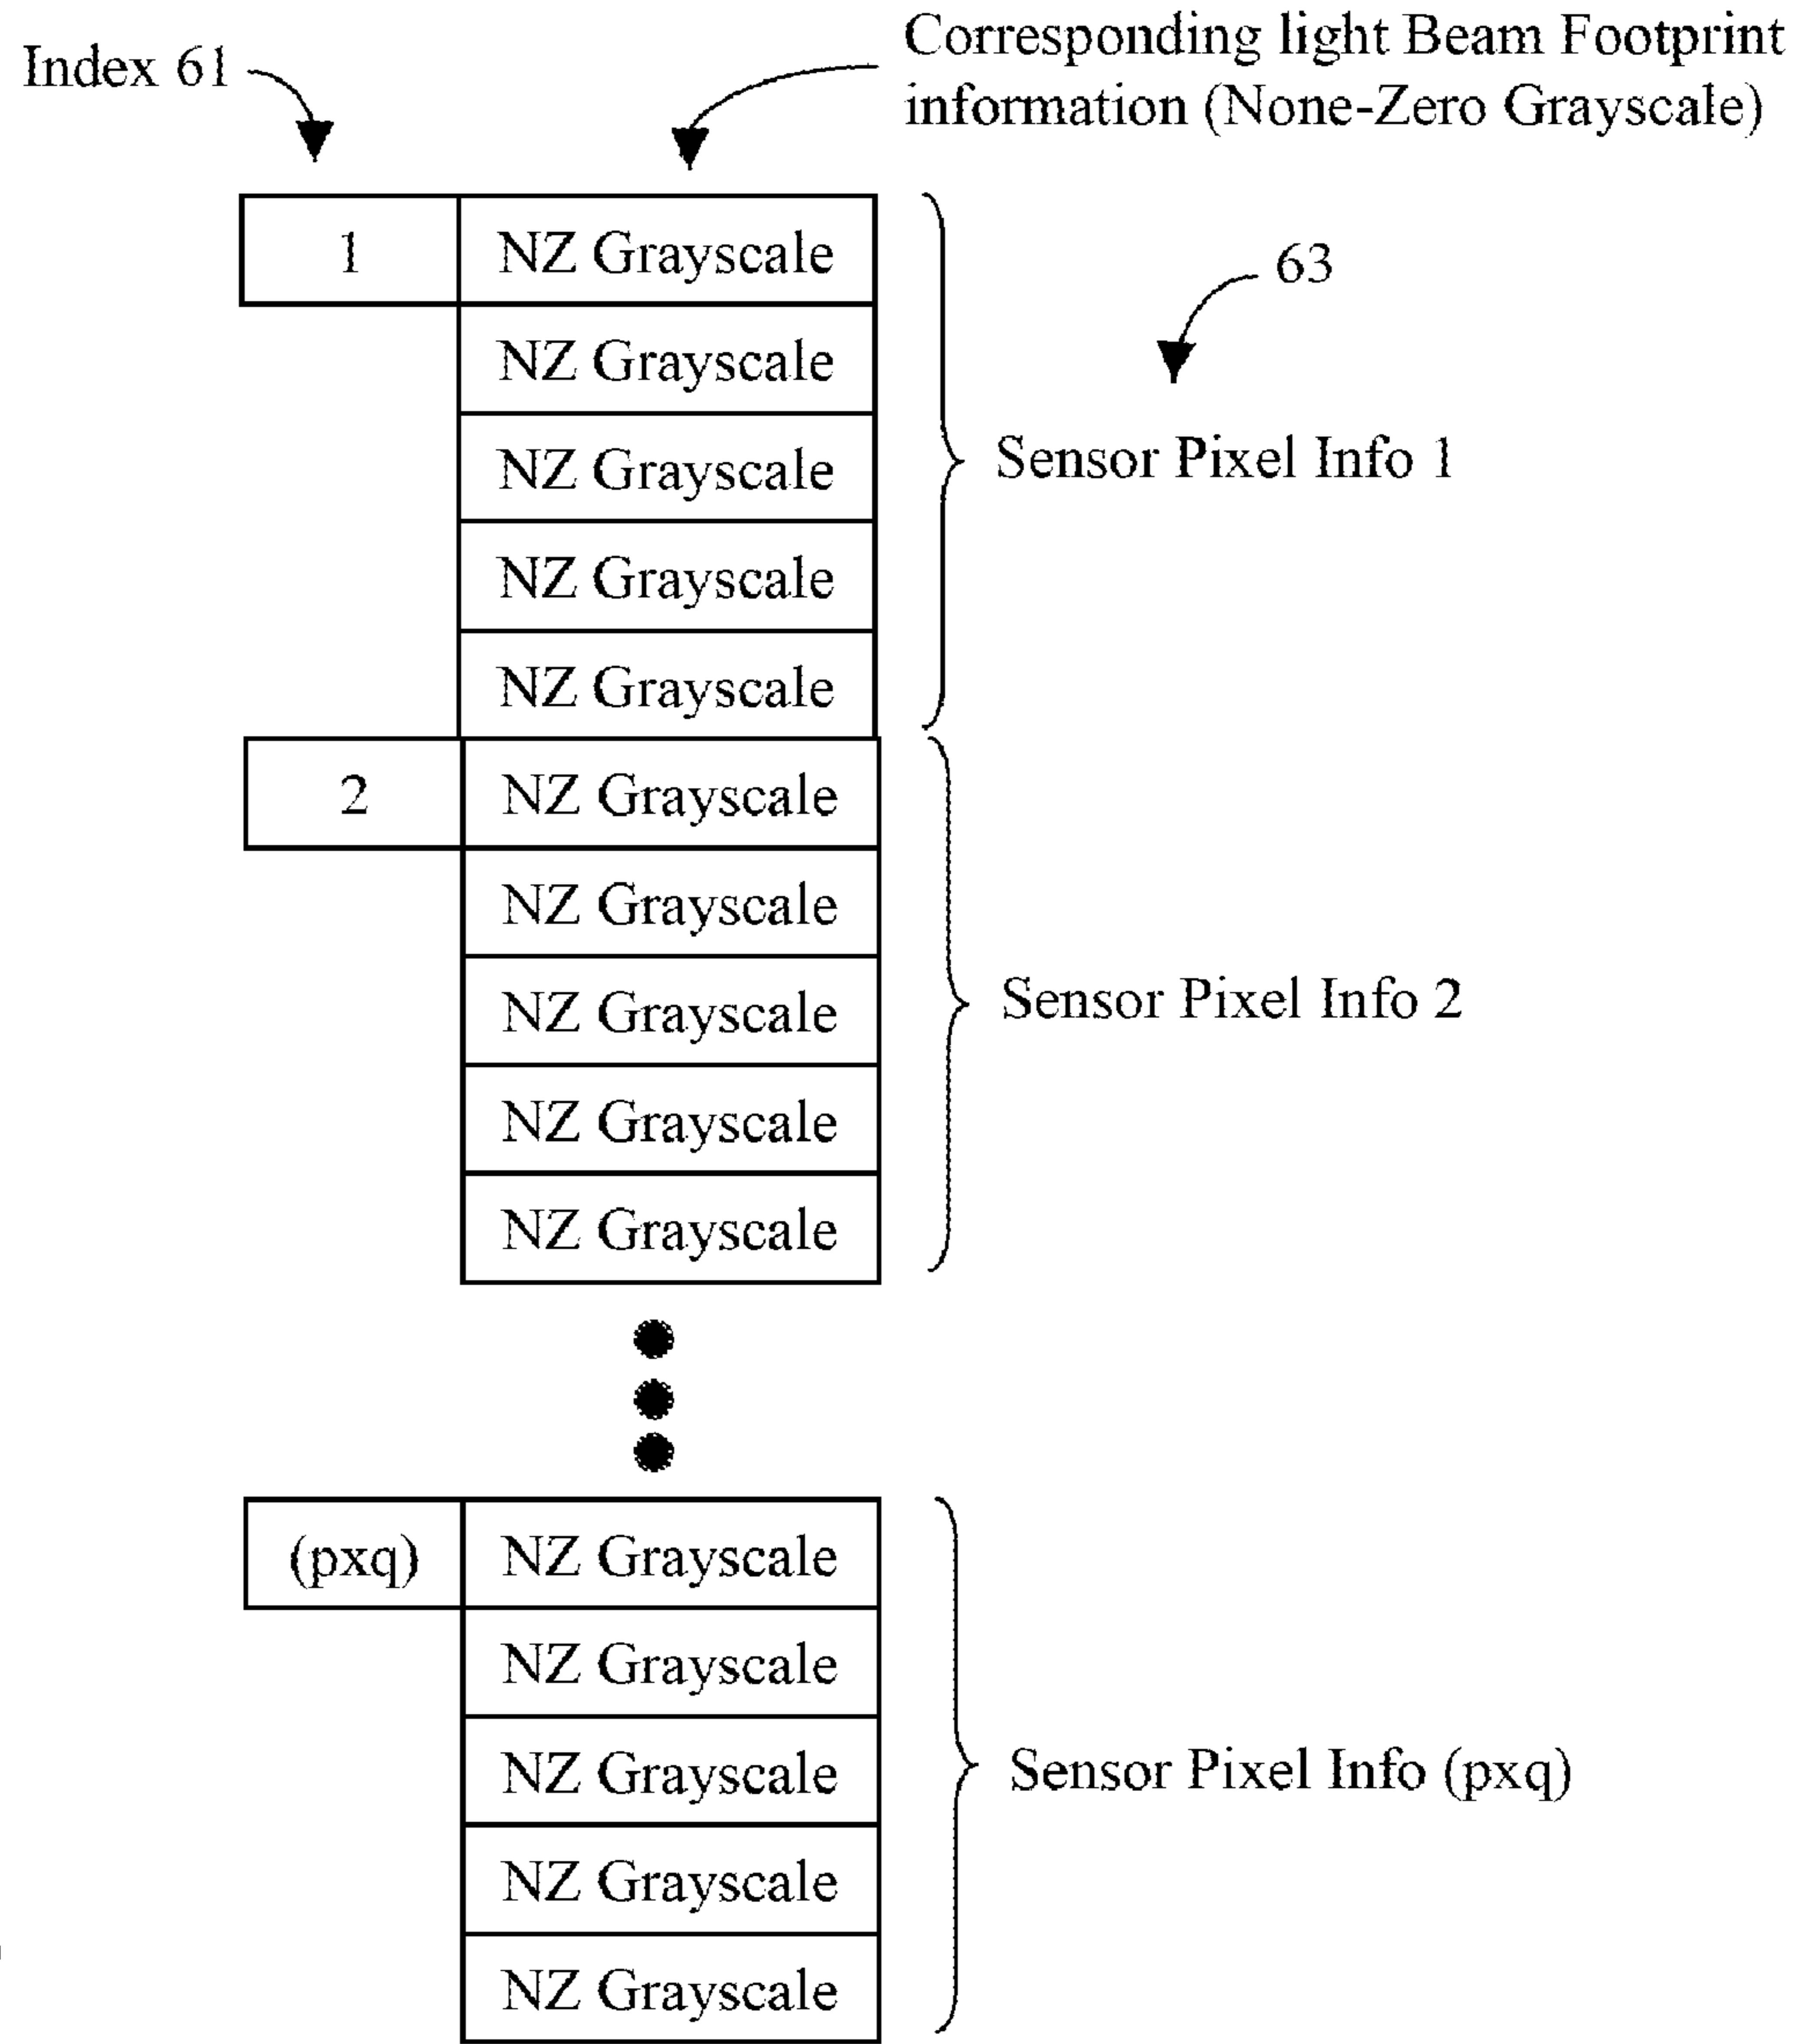 Index 61
Corresponding light Beam Footprint
information (None-Zero Grayscale)
1 NZ Grayscale
63
NZ Grayscale
NZ Grayscale
Sensor Pixel Info 1
NZ Grayscale
NZ Grayscale
2 NZ Grayscale
NZ Grayscale
NZ Grayscale
Sensor Pixel Info 2
NZ Grayscale
NZ Grayscale
(pxq) NZ Grayscale
NZ Grayscale
NZ Grayscale
Sensor Pixel Info (pxq)
NZ Grayscale
NZ Grayscale